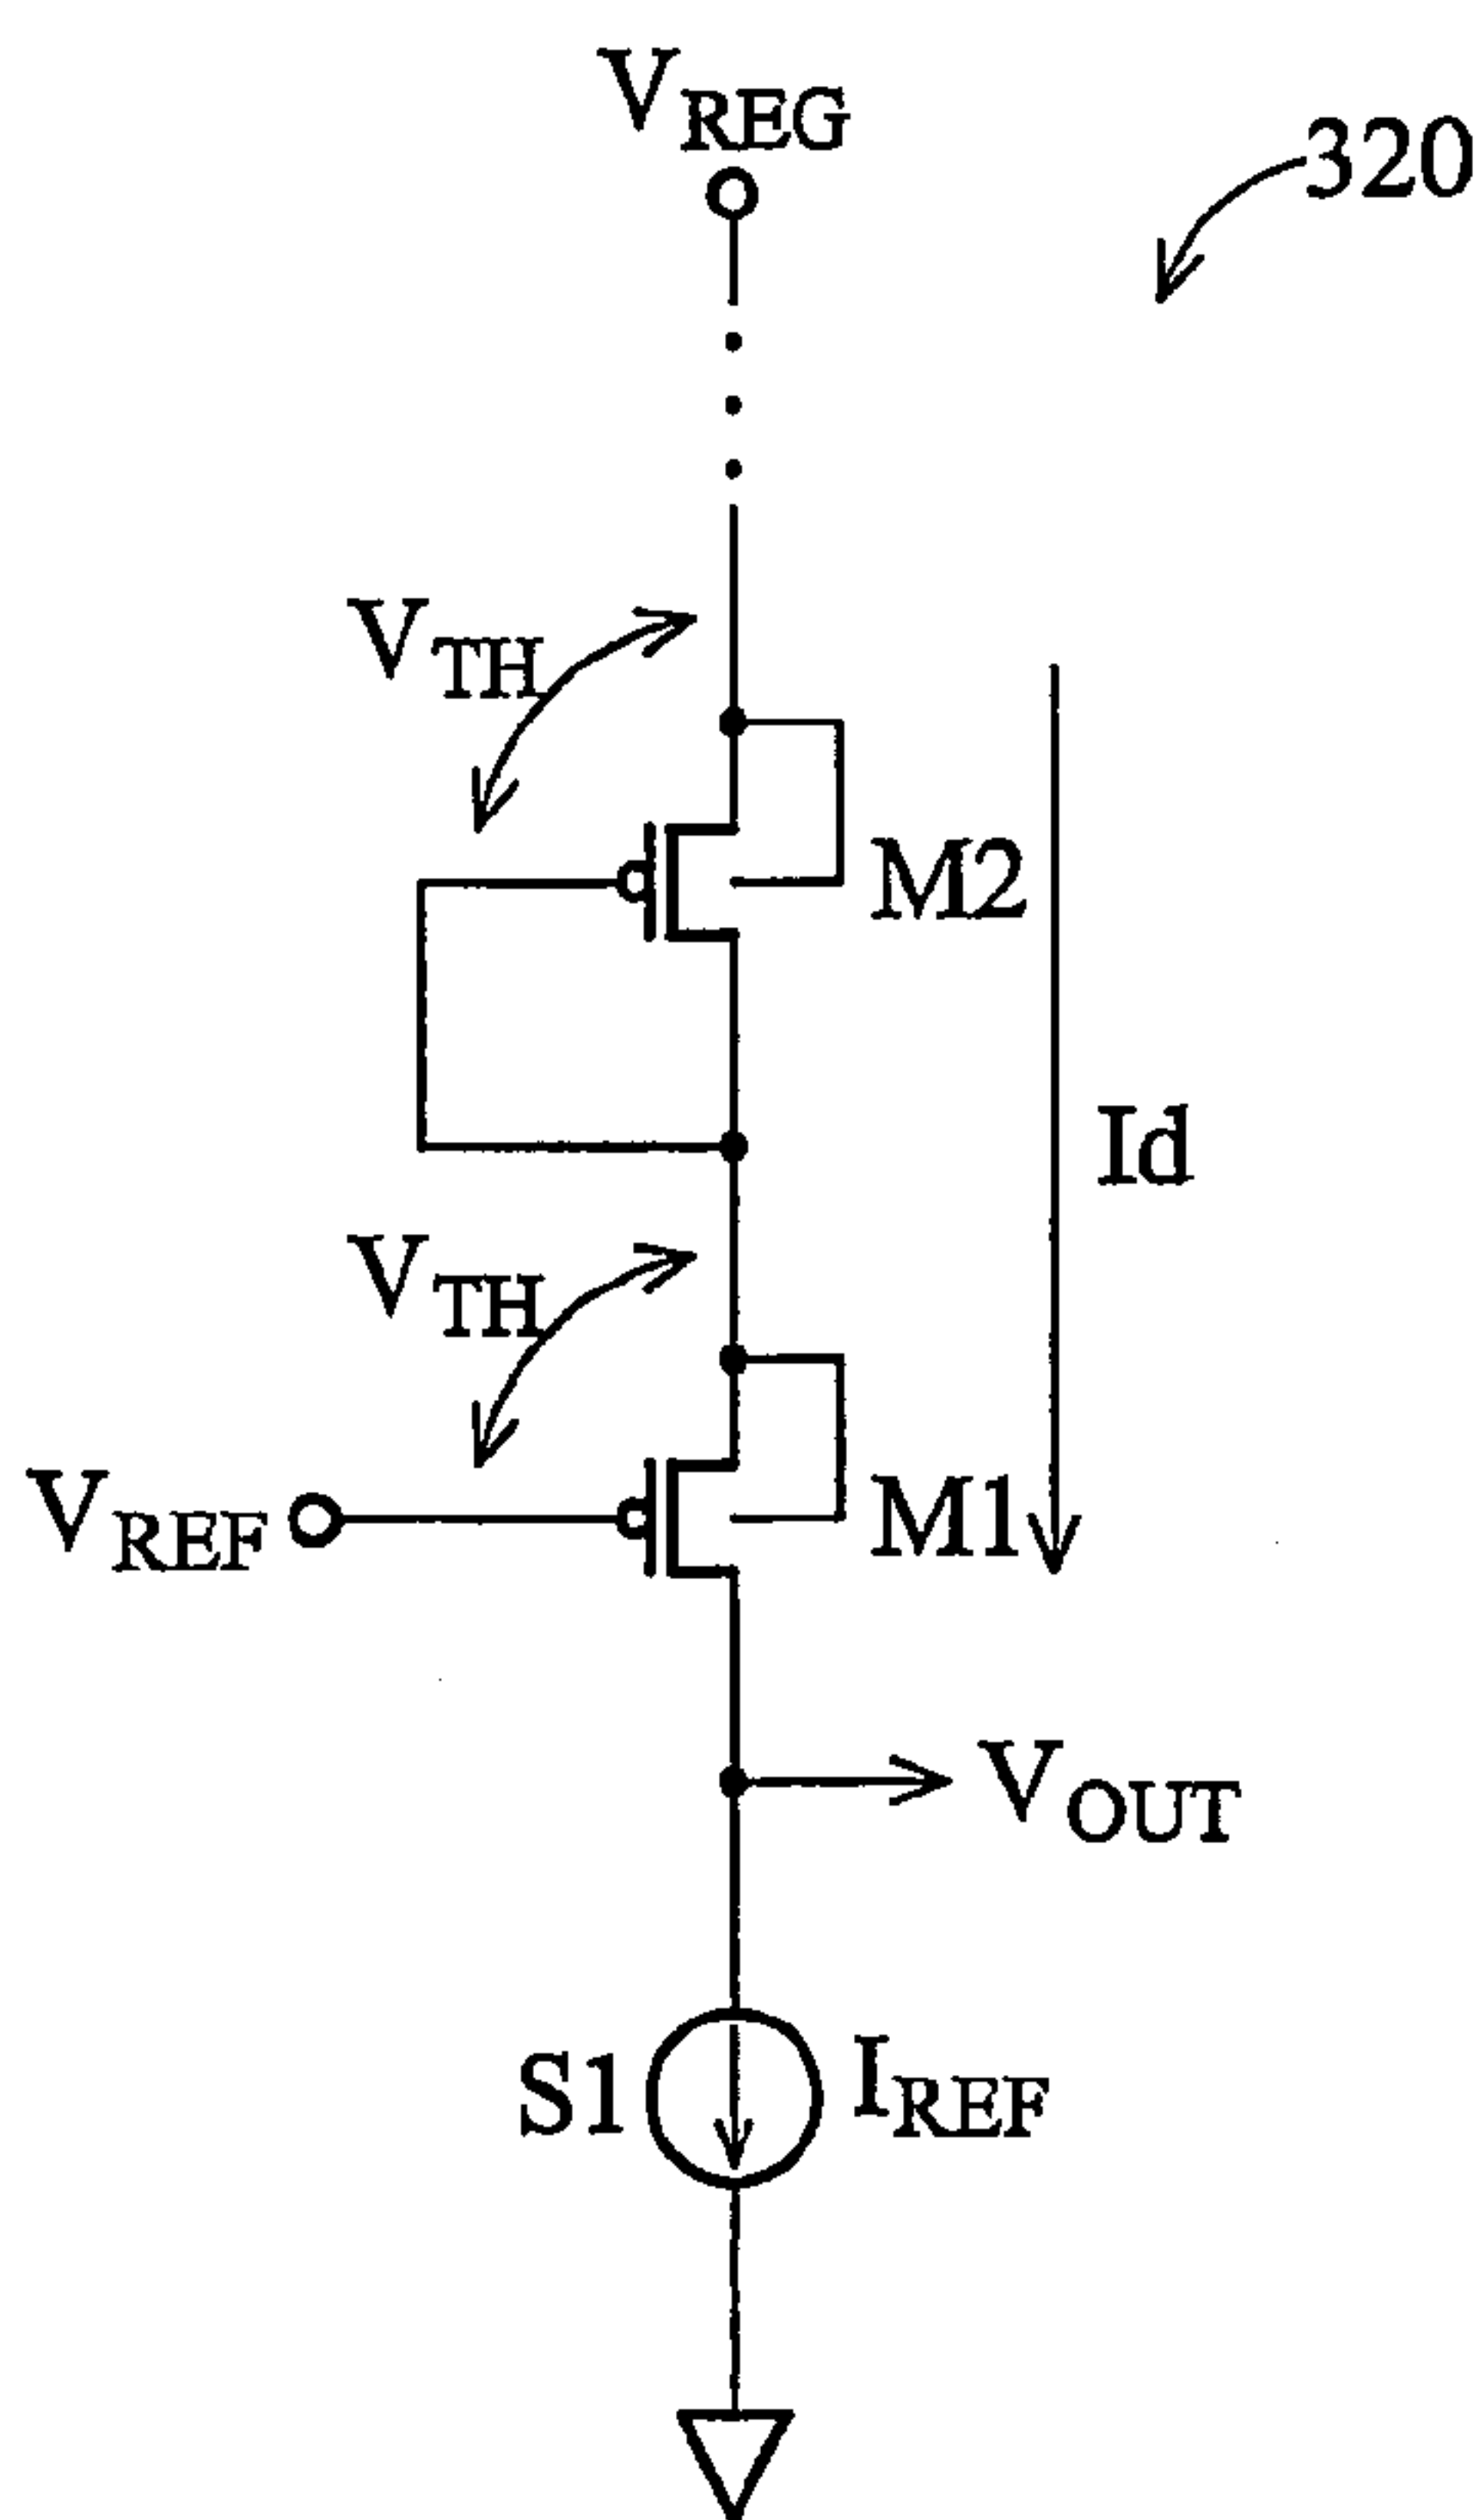 VREG
320
VTH
M2
Id
VTH
VREF
M1
VOUT
S1
IREF